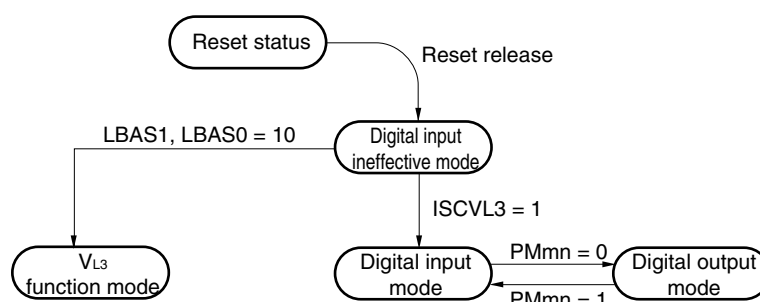 Reset status
Reset release
LBAS1, LBAS0 = 10
Digital input
ineffective mode
ISCVL3 = 1
VL3
function mode
Digital input
mode
PMmn = 0
PMmn = 1
Digital output
mode